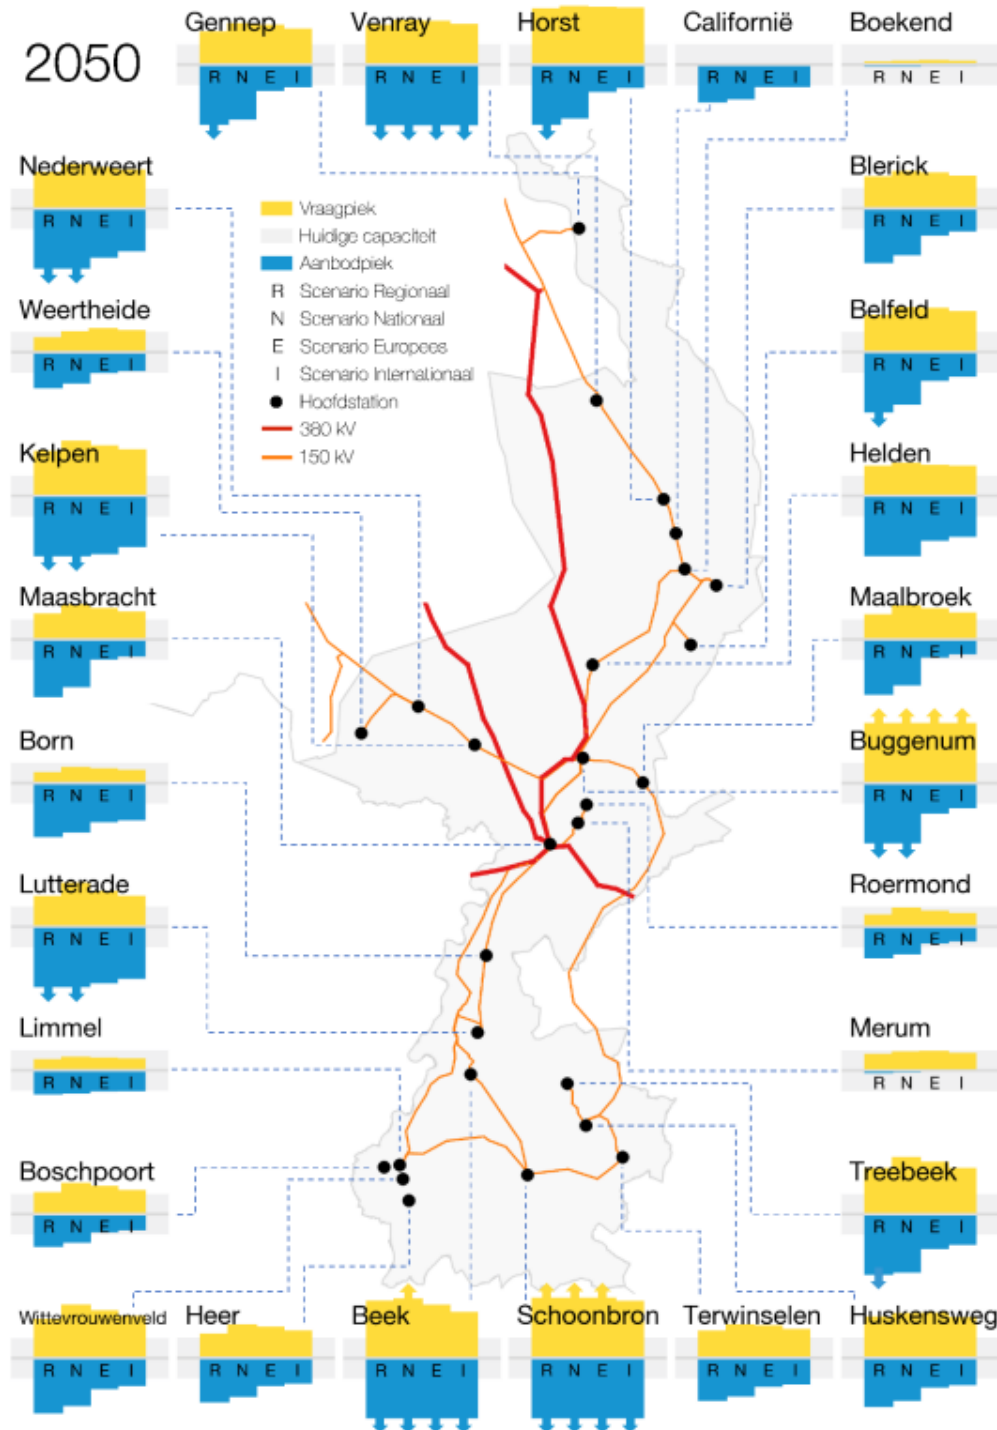 2050
Gennep
R N E I
Venray
R N E I
Horst
R N E I
Californië
R N E I
Boekend
R N E I
Nederweert
R N E I
Weertheide
R N E I
Kelpen
R N E I
Maasbracht
R N E I
Born
R N E I
Lutterade
R N E I
Limmel
R N E I
Boschpoort
R N E I
Vraagpiek
Huidige capaciteit
Aanbodpiek
R Scenario Regionaal
N Scenario Nationaal
E Scenario Europees
I Scenario Internationaal
Hoofdstation
380 kV
150 kV
Blerick
R N E I
Belfeld
R N E I
Helden
R N E I
Maalbroek
R N E I
Buggenum
R N E I
Roermond
R N E I
Merum
R N E I
Treebeek
R N E I
Wittevrouwenveld
R N E I
Heer
R N E I
Beek
R N E I
Schoonbron
R N E I
Terwinselen
R N E I
Huskensweg
R N E I